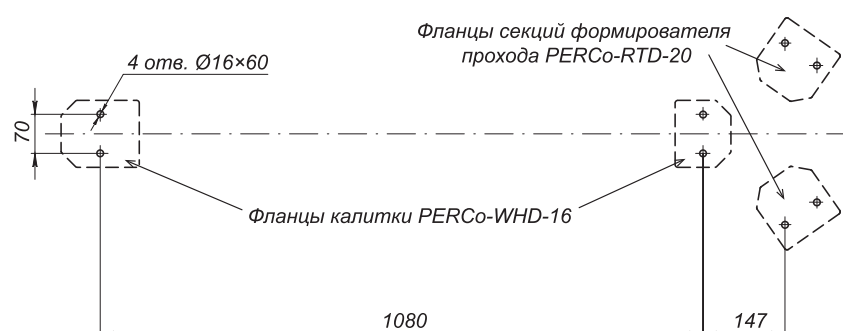 Фланцы секций формирователя
прохода PERCo-RTD-20
4 отв. Ø16×60
70
Фланцы калитки PERCo-WHD-16
1080
147